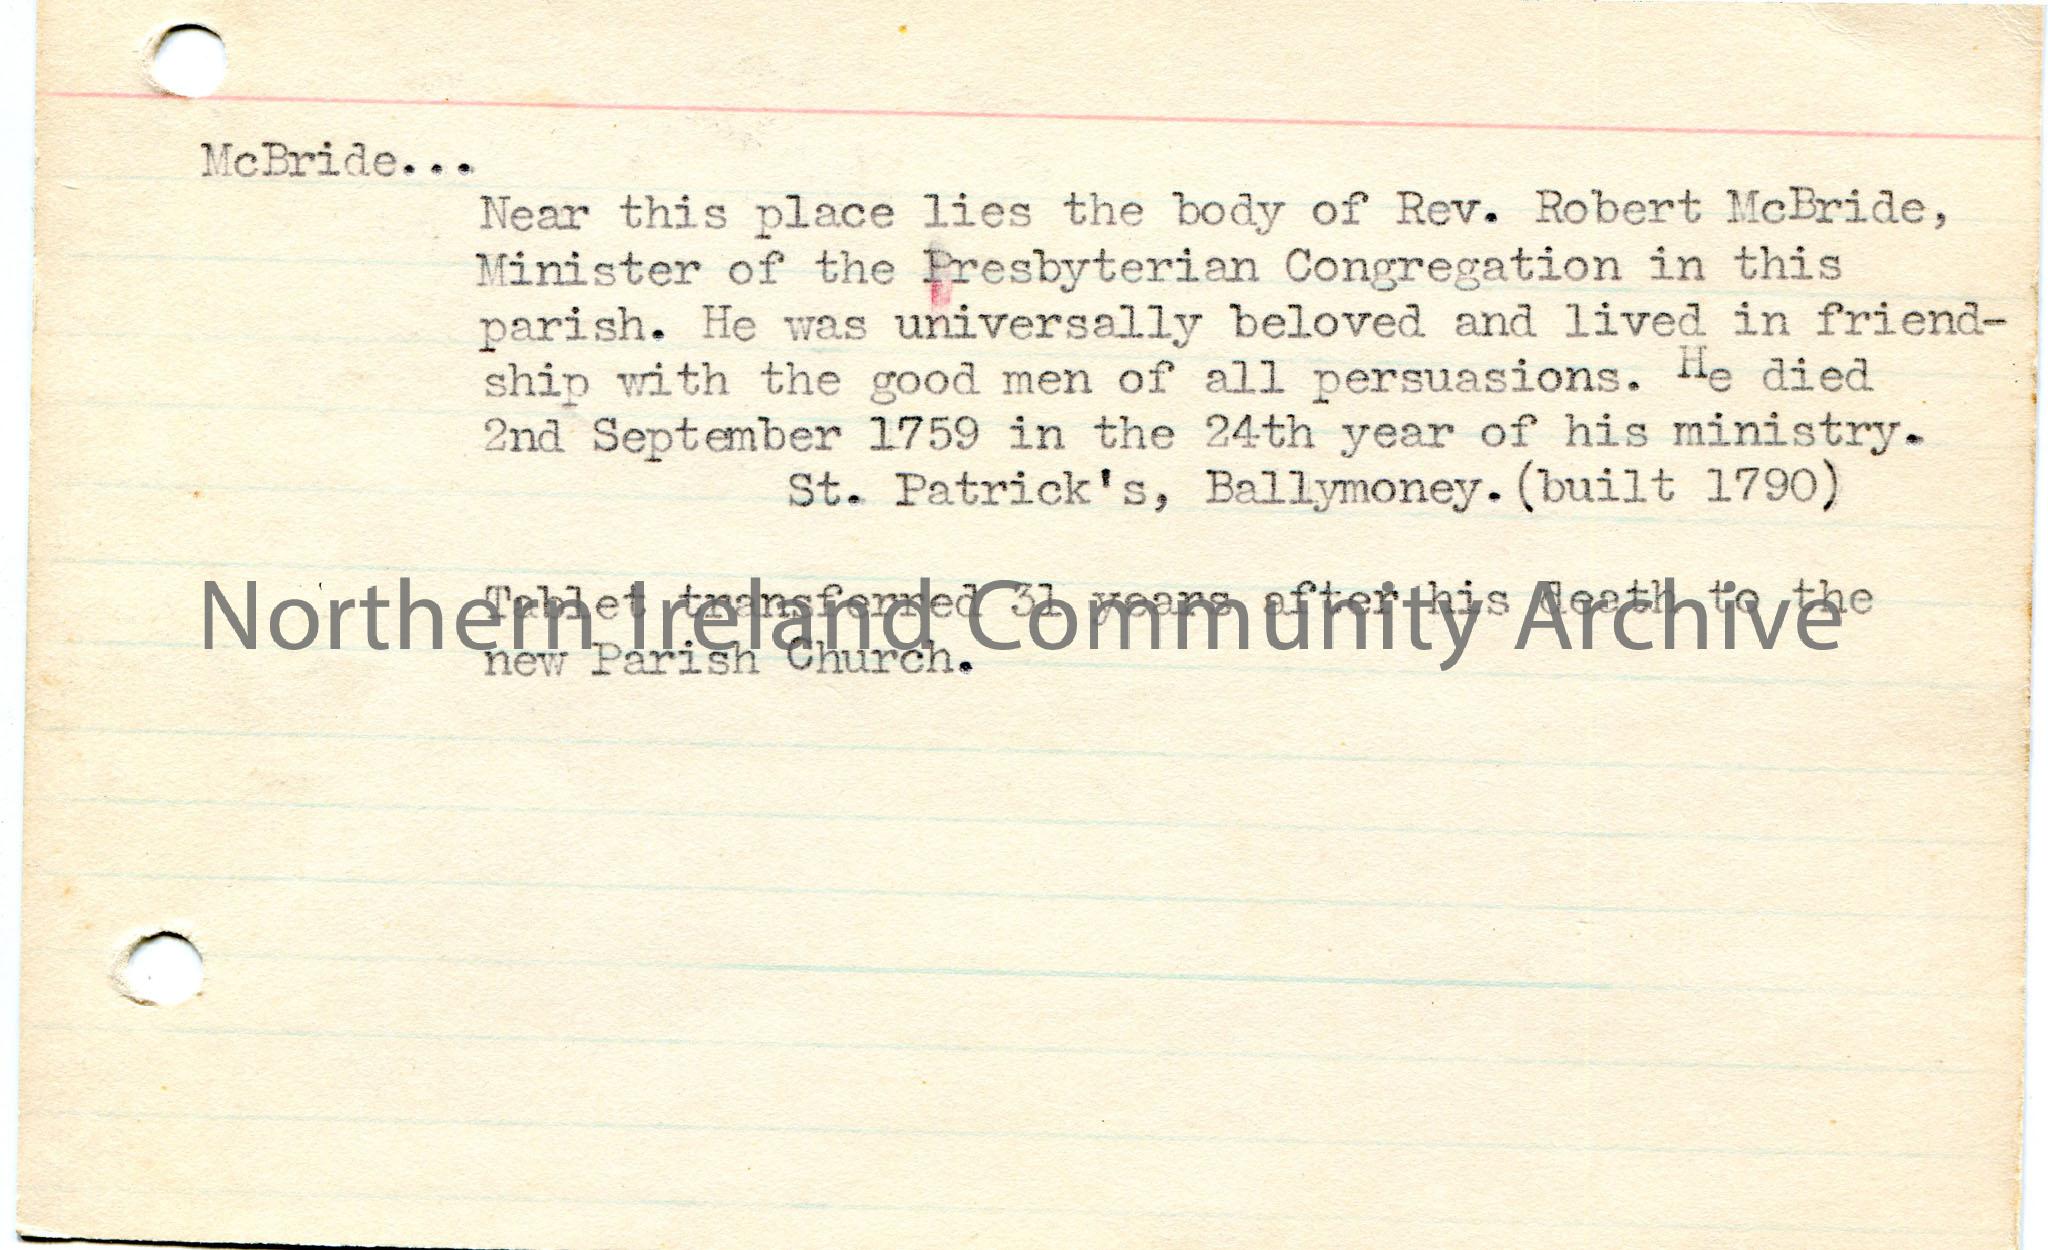 McBride...
Near this place lies the body of Rev. Robert McBride,
Minister of the Presbyterian Congregation in this
parish. He was universally beloved and lived in friend-
ship with the good men of all persuasions. He died
2nd September 1759 in the 24th year of his ministry.
St. Patrick's, Ballymoney.(built 1790)
Tablet transferred 31 years after his death to the
Northern Ireland Community Archive
new Parish Church.